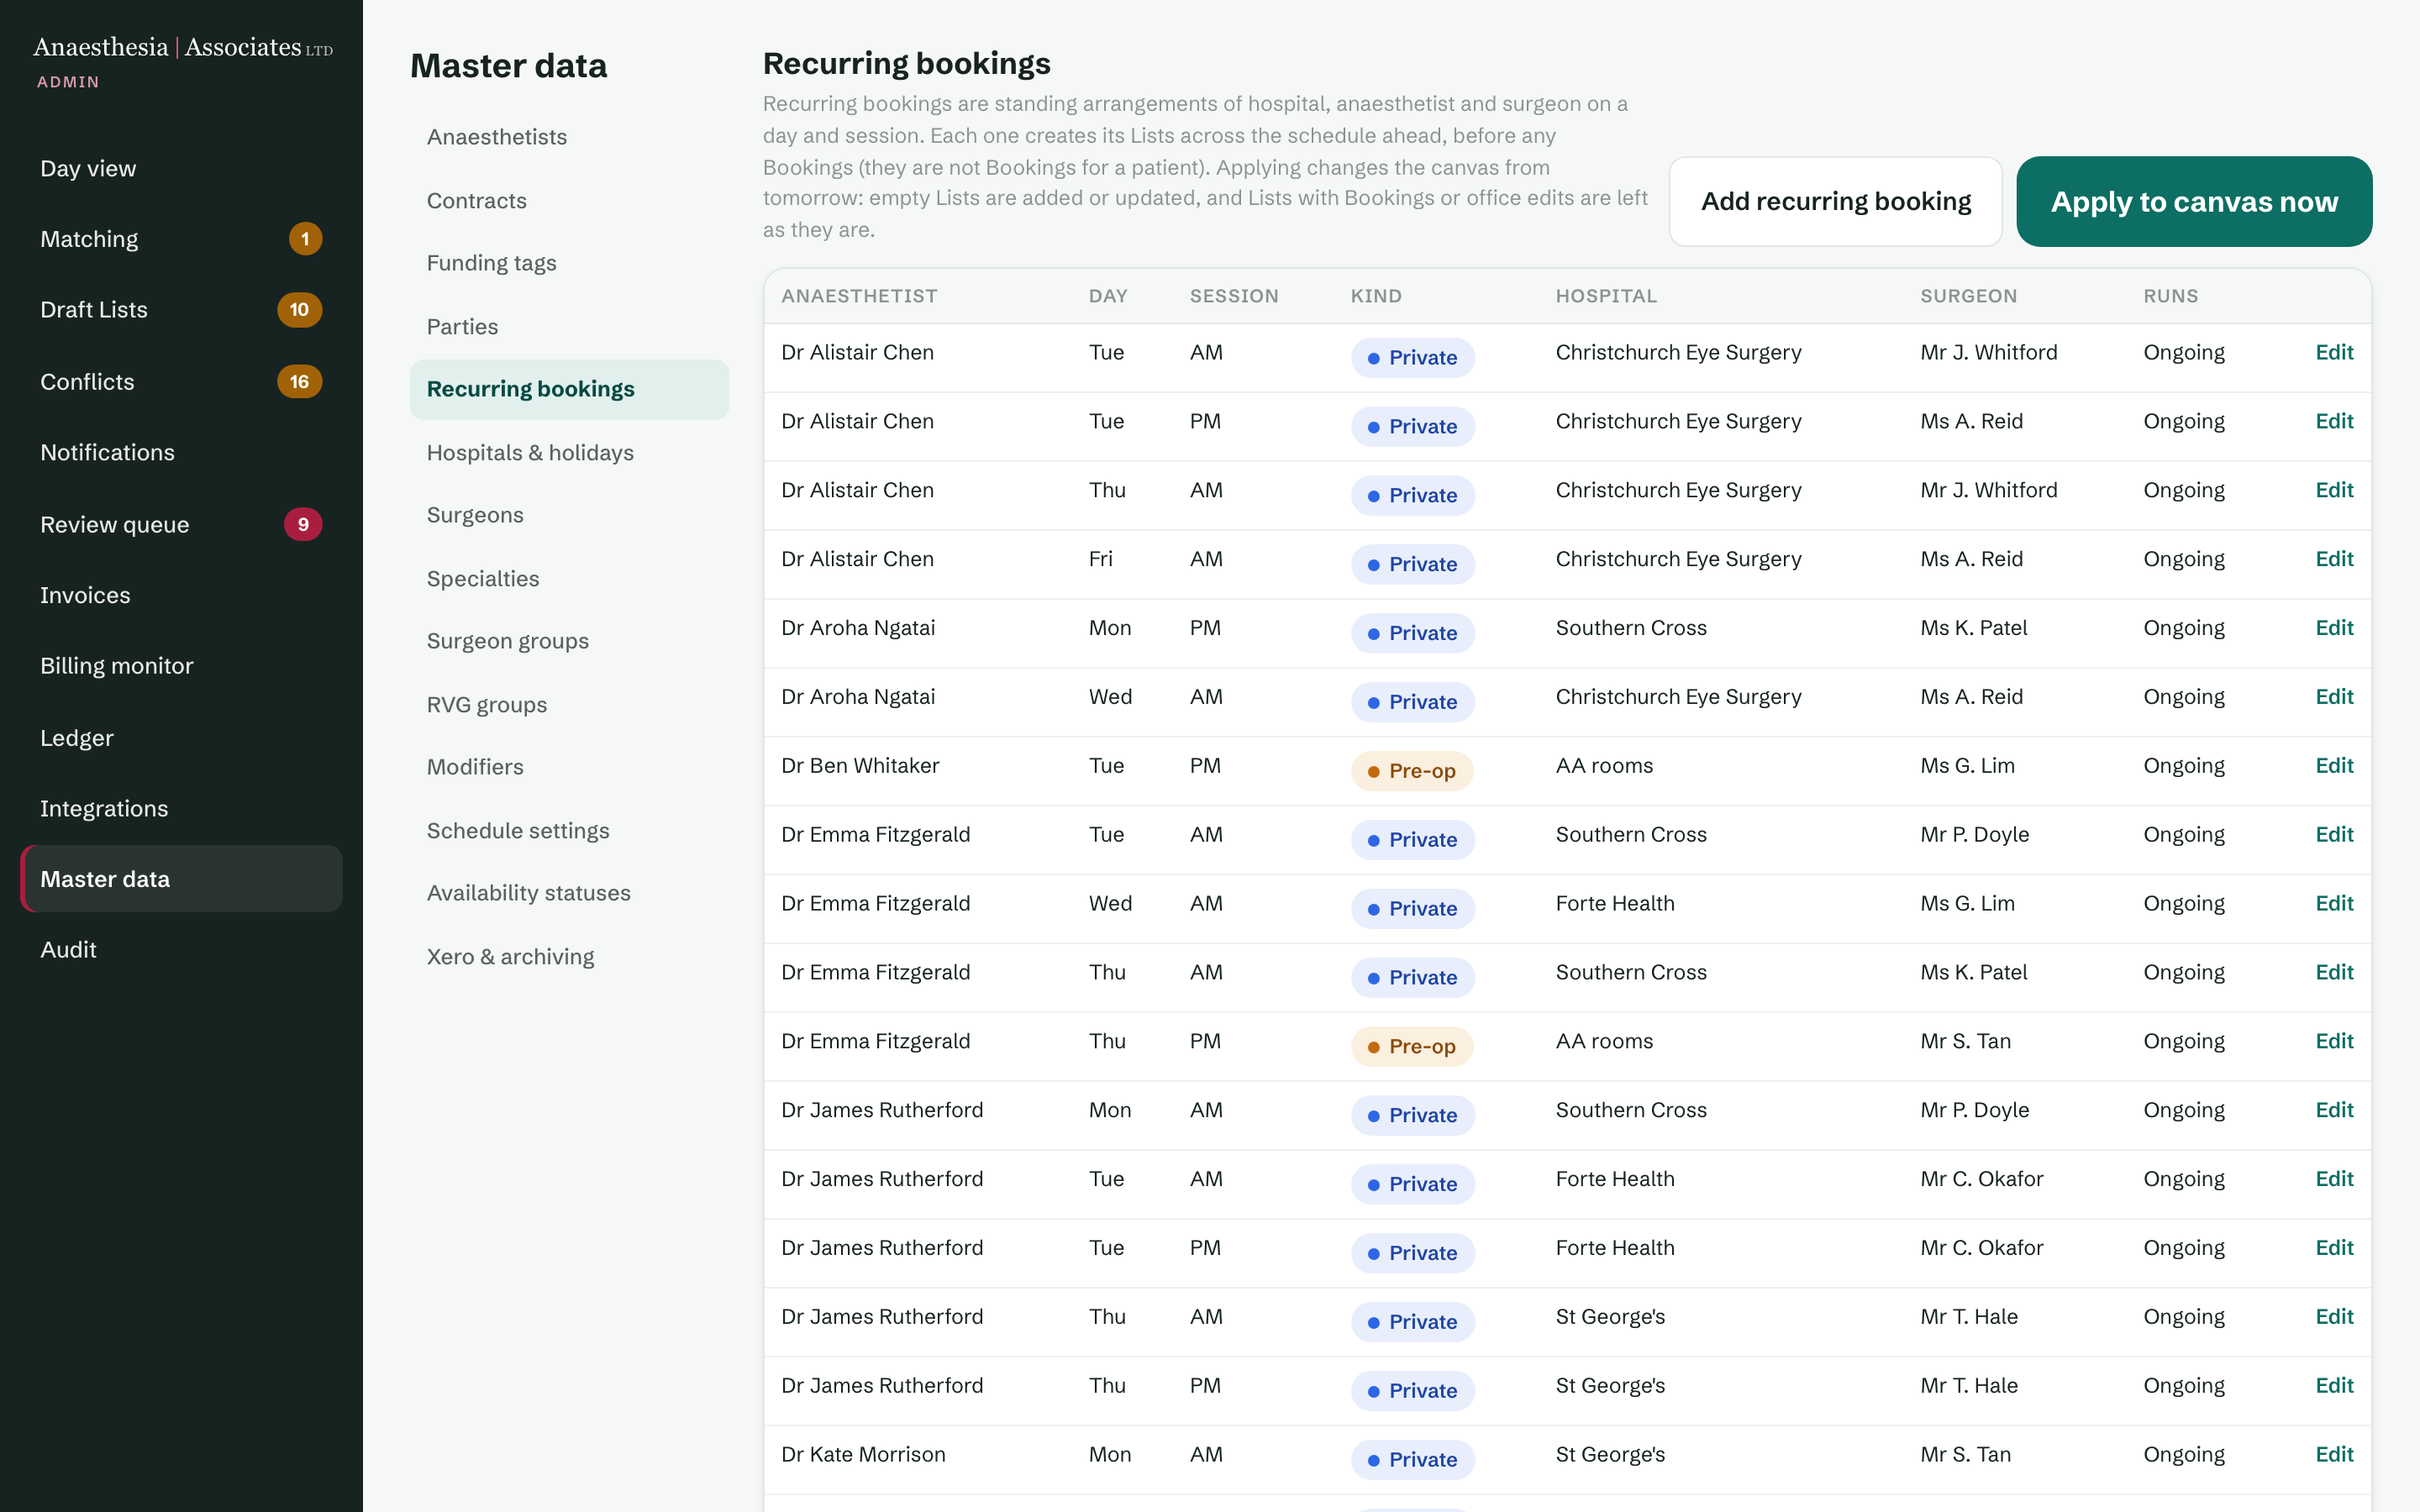 Anaesthesia | Associates LTD
ADMIN
Day view
Matching 1
Draft Lists 10
Conflicts 16
Notifications
Review queue 9
Invoices
Billing monitor
Ledger
Integrations
Master data
Audit
Master data
Anaesthetists
Contracts
Funding tags
Parties
Recurring bookings
Hospitals & holidays
Surgeons
Specialties
Surgeon groups
RVG groups
Modifiers
Schedule settings
Availability statuses
Xero & archiving
Recurring bookings
Recurring bookings are standing arrangements of hospital, anaesthetist and surgeon on a
day and session. Each one creates its Lists across the schedule ahead, before any
Bookings (they are not Bookings for a patient). Applying changes the canvas from
tomorrow: empty Lists are added or updated, and Lists with Bookings or office edits are left
as they are.
Add recurring booking
Apply to canvas now
ANAESTHETIST DAY SESSION KIND HOSPITAL SURGEON RUNS
Dr Alistair Chen Tue AM Private Christchurch Eye Surgery Mr J. Whitford Ongoing Edit
Dr Alistair Chen Tue PM Private Christchurch Eye Surgery Ms A. Reid Ongoing Edit
Dr Alistair Chen Thu AM Private Christchurch Eye Surgery Mr J. Whitford Ongoing Edit
Dr Alistair Chen Fri AM Private Christchurch Eye Surgery Ms A. Reid Ongoing Edit
Dr Aroha Ngatai Mon PM Private Southern Cross Ms K. Patel Ongoing Edit
Dr Aroha Ngatai Wed AM Private Christchurch Eye Surgery Ms A. Reid Ongoing Edit
Dr Ben Whitaker Tue PM Pre-op AA rooms Ms G. Lim Ongoing Edit
Dr Emma Fitzgerald Tue AM Private Southern Cross Mr P. Doyle Ongoing Edit
Dr Emma Fitzgerald Wed AM Private Forte Health Ms G. Lim Ongoing Edit
Dr Emma Fitzgerald Thu AM Private Southern Cross Ms K. Patel Ongoing Edit
Dr Emma Fitzgerald Thu PM Pre-op AA rooms Mr S. Tan Ongoing Edit
Dr James Rutherford Mon AM Private Southern Cross Mr P. Doyle Ongoing Edit
Dr James Rutherford Tue AM Private Forte Health Mr C. Okafor Ongoing Edit
Dr James Rutherford Tue PM Private Forte Health Mr C. Okafor Ongoing Edit
Dr James Rutherford Thu AM Private St George's Mr T. Hale Ongoing Edit
Dr James Rutherford Thu PM Private St George's Mr T. Hale Ongoing Edit
Dr Kate Morrison Mon AM Private St George's Mr S. Tan Ongoing Edit